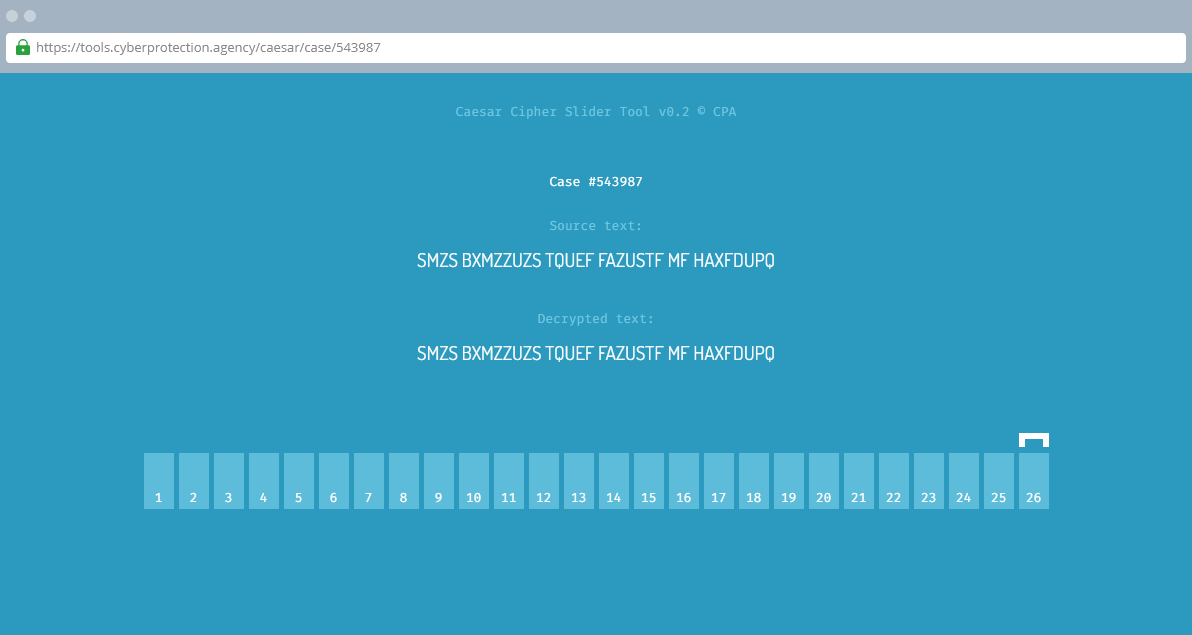 https://tools.cyberprotection.agency/caesar/case/543987
Caesar Cipher Slider Tool v0.2 © CPA
Case #543987
Source text:
SMZS BXMZZUZS TQUEF FAZUSTF MF HAXFDUPQ
Decrypted text:
SMZS BXMZZUZS TQUEF FAZUSTF MF HAXFDUPQ
1 2 3 4 5 6 7 8 9 10 11 12 13 14 15 16 17 18 19 20 21 22 23 24 25 26